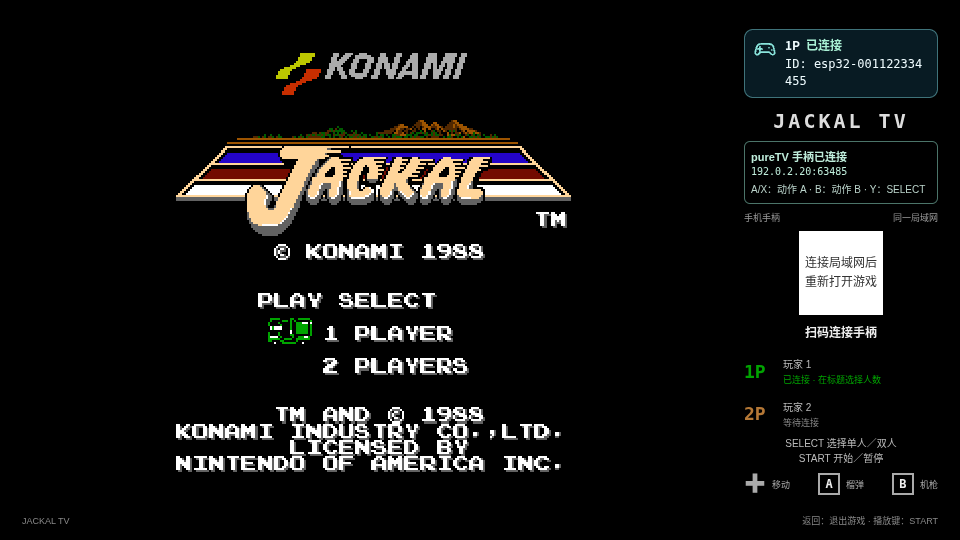 KONAMI
JACKAL
TM
© KONAMI 1988
PLAY SELECT
1 PLAYER
2 PLAYERS
TM AND © 1988
KONAMI INDUSTRY CO.,LTD.
LICENSED BY
NINTENDO OF AMERICA INC.
JACKAL TV
1P 已连接
ID: esp32-001122334
455
JACKAL TV
pureTV 手柄已连接
192.0.2.20:63485
A/X: 动作 A · B: 动作 B · Y: SELECT
手机手柄 同一局域网
连接局域网后
重新打开游戏
扫码连接手柄
1P 玩家 1
已连接 · 在标题选择人数
2P 玩家 2
等待连接
SELECT 选择单人／双人
START 开始／暂停
移动 A 榴弹 B 机枪
返回: 退出游戏 · 播放键: START